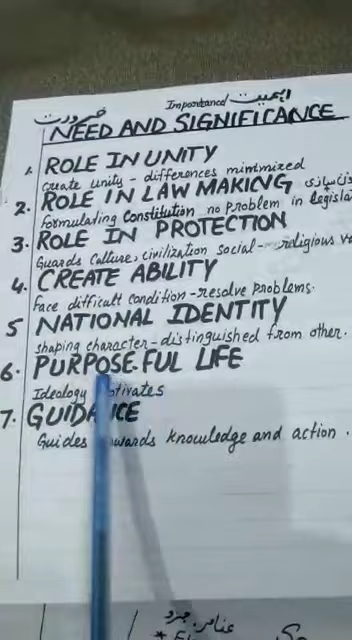 ضرورت Importance اہمیت
NEED AND SIGNIFICANCE
1. ROLE IN UNITY
Create unity - differences minimized
2. ROLE IN LAW MAKING
formulating Constitution no problem in
3. ROLE IN PROTECTION
Guards Culture, civilization social - religious
4. CREATE ABILITY
Face difficult condition - resolve problems.
5 NATIONAL IDENTITY
shaping character - distinguished from other.
6. PURPOSE-FUL LIFE
Ideology
7. GUIDANCE
Guides knowledge and action.
عناصر